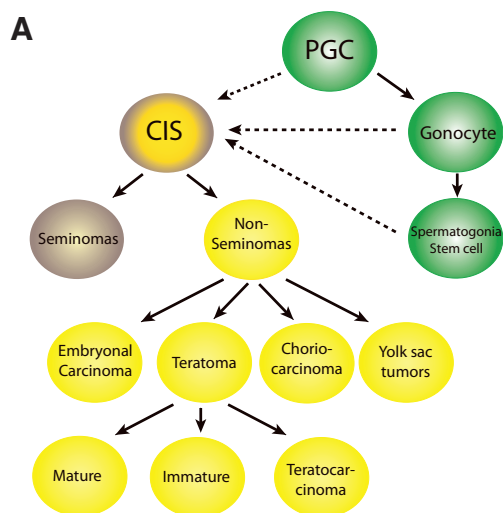 A
PGC
CIS
Gonocyte
Seminomas
Non-
Seminomas
Spermatogonia
Stem cell
Embryonal
Carcinoma
Teratoma
Chorio-
carcinoma
Yolk sac
tumors
Mature
Immature
Teratocar-
cinoma